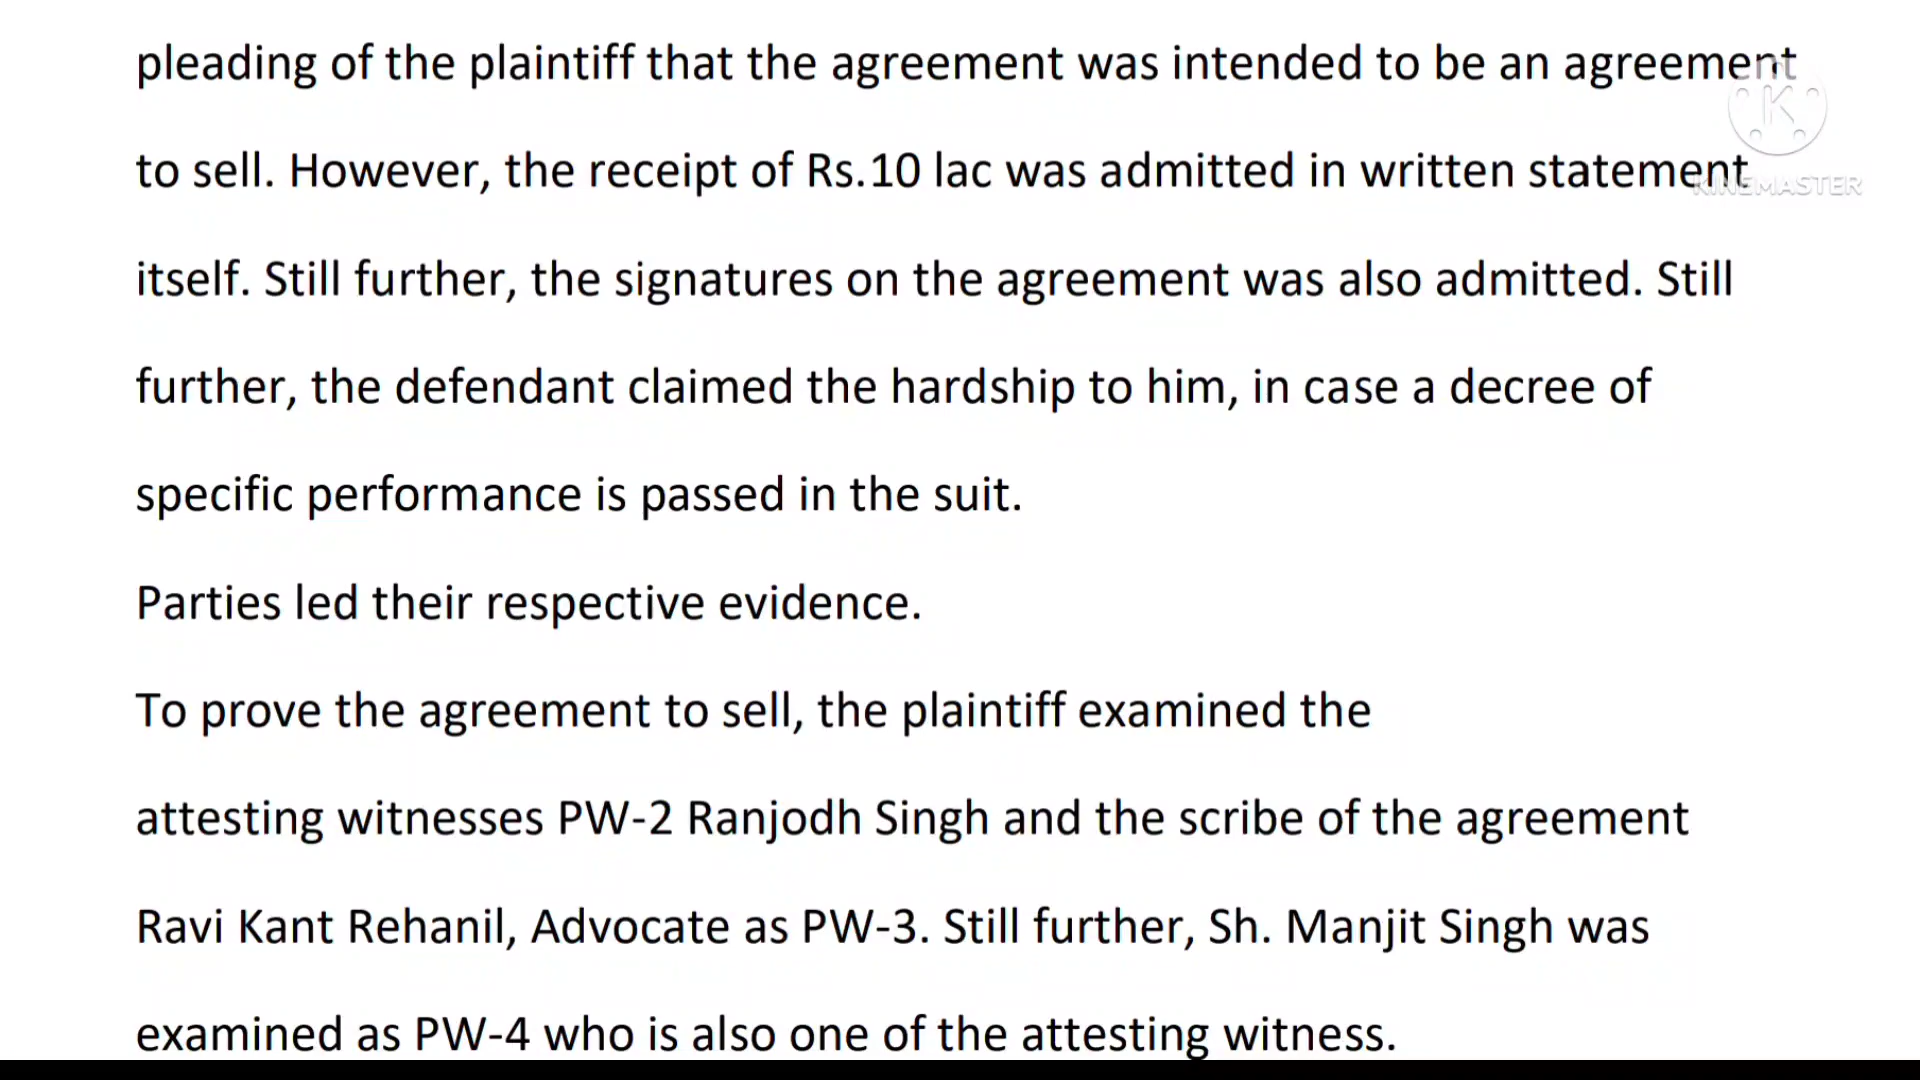 pleading of the plaintiff that the agreement was intended to be an agreement
to sell. However, the receipt of Rs.10 lac was admitted in written statement
itself. Still further, the signatures on the agreement was also admitted. Still
further, the defendant claimed the hardship to him, in case a decree of
specific performance is passed in the suit.
Parties led their respective evidence.
To prove the agreement to sell, the plaintiff examined the
attesting witnesses PW-2 Ranjodh Singh and the scribe of the agreement
Ravi Kant Rehanil, Advocate as PW-3. Still further, Sh. Manjit Singh was
examined as PW-4 who is also one of the attesting witness.
K
KINEMASTER